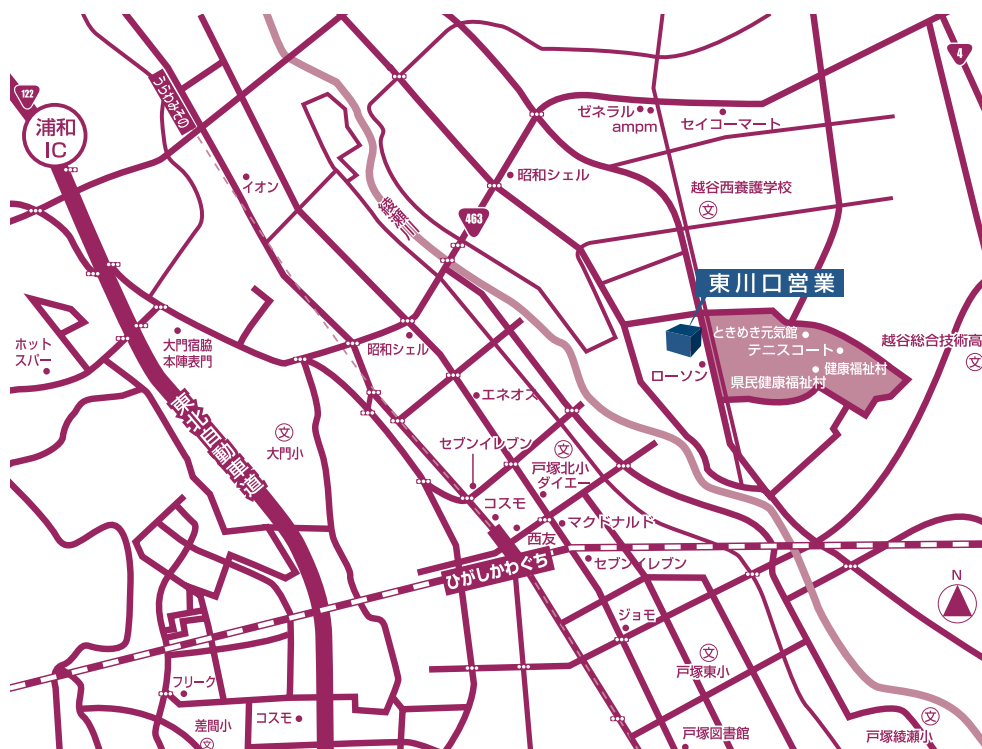 122
浦和
IC
うらわみその
イオン
綾瀬川
463
昭和シェル
ゼネラル
ampm
セイコーマート
4
越谷西養護学校
文
東川口営業
ときめき元気館
テニスコート
健康福祉村
県民健康福祉村
ローソン
越谷総合技術高
文
ホット
スパー
大門宿脇
本陣表門
昭和シェル
エネオス
東北自動車道
文
大門小
セブンイレブン
文
戸塚北小
ダイエー
コスモ
マクドナルド
西友
ひがしかわぐち
セブンイレブン
N
ジョモ
文
戸塚東小
フリーク
差間小
文
コスモ
戸塚図書館
文
戸塚綾瀬小